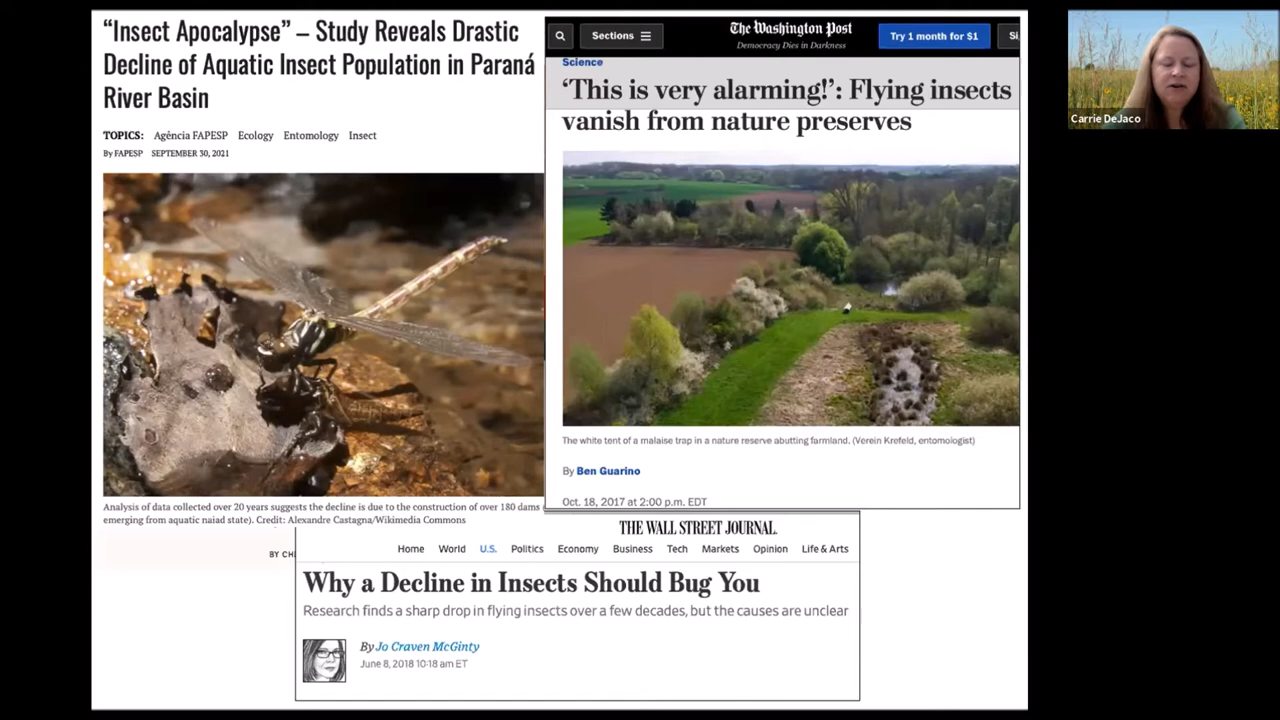 “Insect Apocalypse” – Study Reveals Drastic
Decline of Aquatic Insect Population in Paraná
River Basin
TOPICS: Agência FAPESP Ecology Entomology Insect
By FAPESP SEPTEMBER 30, 2021
Analysis of data collected over 20 years suggests the decline is due to the construction of over 180 dams
emerging from aquatic naiad state). Credit: Alexandre Castagna/Wikimedia Commons
BY CHI
Sections
The Washington Post
Democracy Dies in Darkness
Try 1 month for $1
Si
Science
‘This is very alarming!’: Flying insects
vanish from nature preserves
The white tent of a malaise trap in a nature reserve abutting farmland. (Verein Krefeld, entomologist)
By Ben Guarino
Oct. 18, 2017 at 2:00 p.m. EDT
THE WALL STREET JOURNAL.
Home World U.S. Politics Economy Business Tech Markets Opinion Life & Arts
Why a Decline in Insects Should Bug You
Research finds a sharp drop in flying insects over a few decades, but the causes are unclear
By Jo Craven McGinty
June 8, 2018 10:18 am ET
Carrie DeJaco